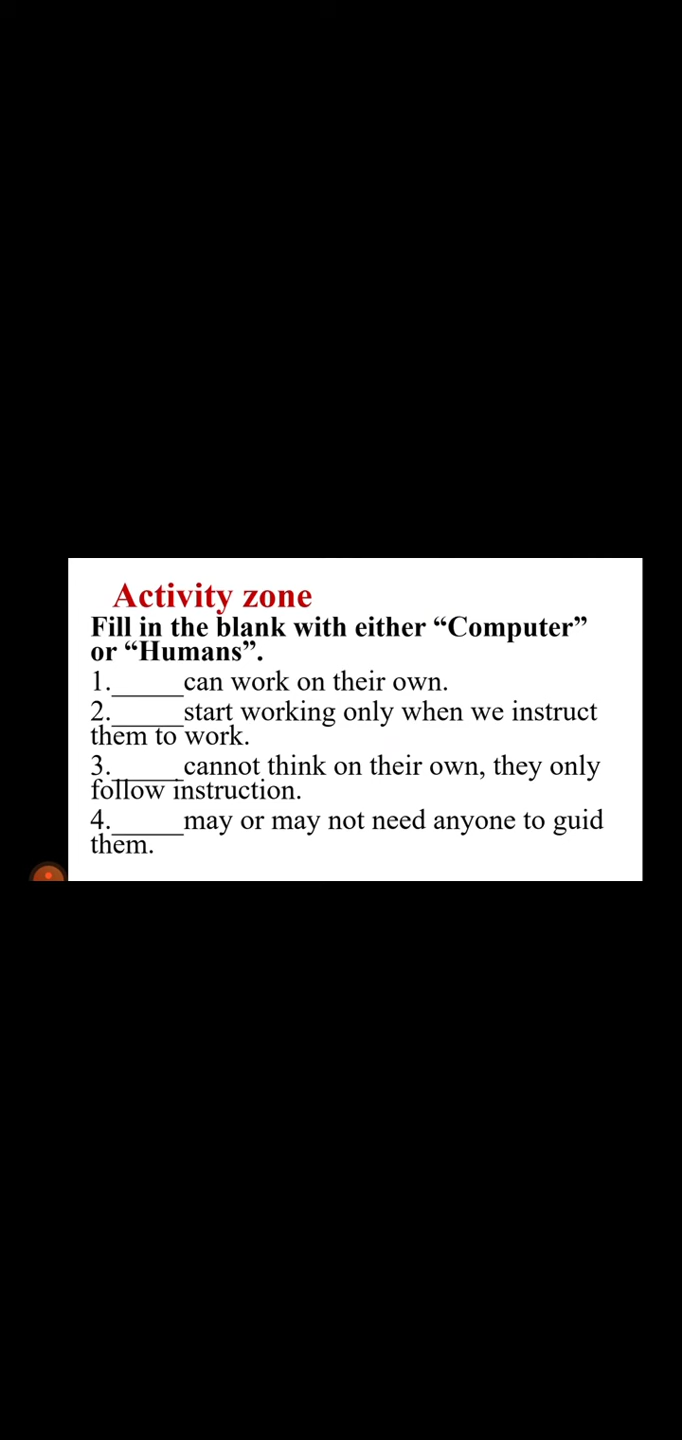 Activity zone
Fill in the blank with either “Computer”
or “Humans”.
1._____can work on their own.
2._____start working only when we instruct
them to work.
3._____cannot think on their own, they only
follow instruction.
4._____may or may not need anyone to guid
them.